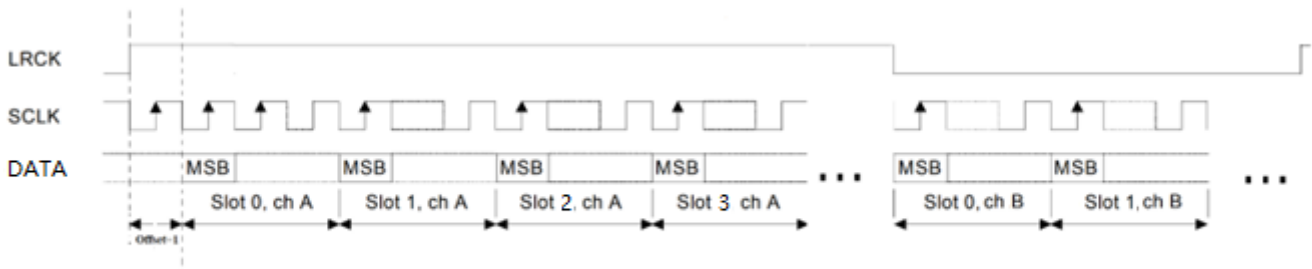 LRCK
SCLK
DATA
MSB MSB MSB MSB ... MSB MSB ...
Slot 0, ch A Slot 1, ch A Slot 2, ch A Slot 3 ch A Slot 0, ch B Slot 1, ch B
Offset=1